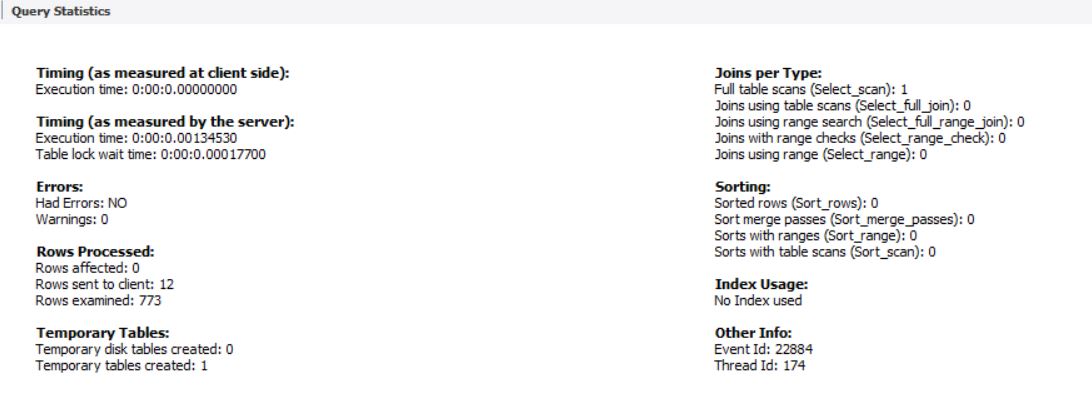 Query Statistics
Timing (as measured at client side):
Execution time: 0:00:0.00000000
Timing (as measured by the server):
Execution time: 0:00:0.00134530
Table lock wait time: 0:00:0.00017700
Errors:
Had Errors: NO
Warnings: 0
Rows Processed:
Rows affected: 0
Rows sent to client: 12
Rows examined: 773
Temporary Tables:
Temporary disk tables created: 0
Temporary tables created: 1
Joins per Type:
Full table scans (Select_scan): 1
Joins using table scans (Select_full_join): 0
Joins using range search (Select_full_range_join): 0
Joins with range checks (Select_range_check): 0
Joins using range (Select_range): 0
Sorting:
Sorted rows (Sort_rows): 0
Sort merge passes (Sort_merge_passes): 0
Sorts with ranges (Sort_range): 0
Sorts with table scans (Sort_scan): 0
Index Usage:
No Index used
Other Info:
Event Id: 22884
Thread Id: 174